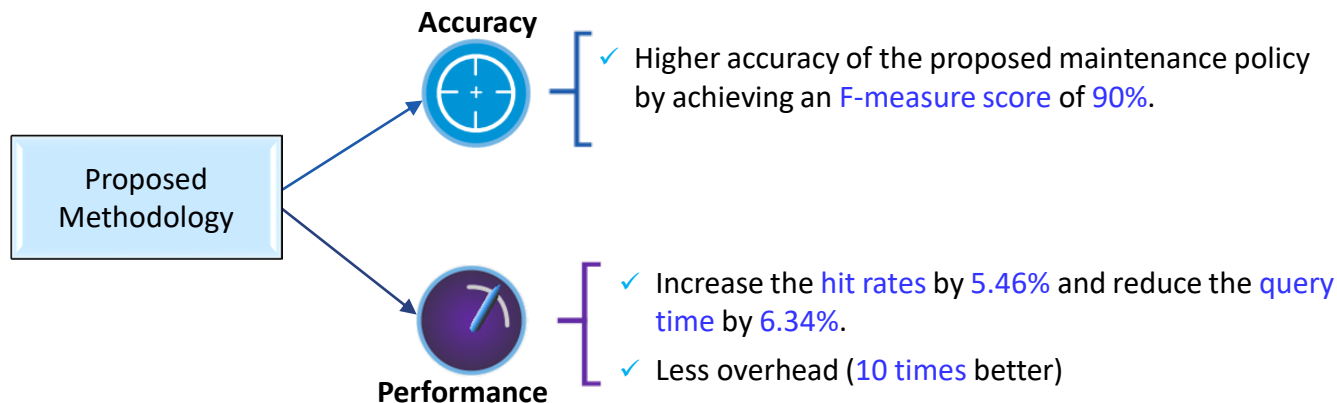 Proposed
Methodology
Accuracy
✓ Higher accuracy of the proposed maintenance policy
by achieving an F-measure score of 90%.
Performance
✓ Increase the hit rates by 5.46% and reduce the query
time by 6.34%.
✓ Less overhead (10 times better)